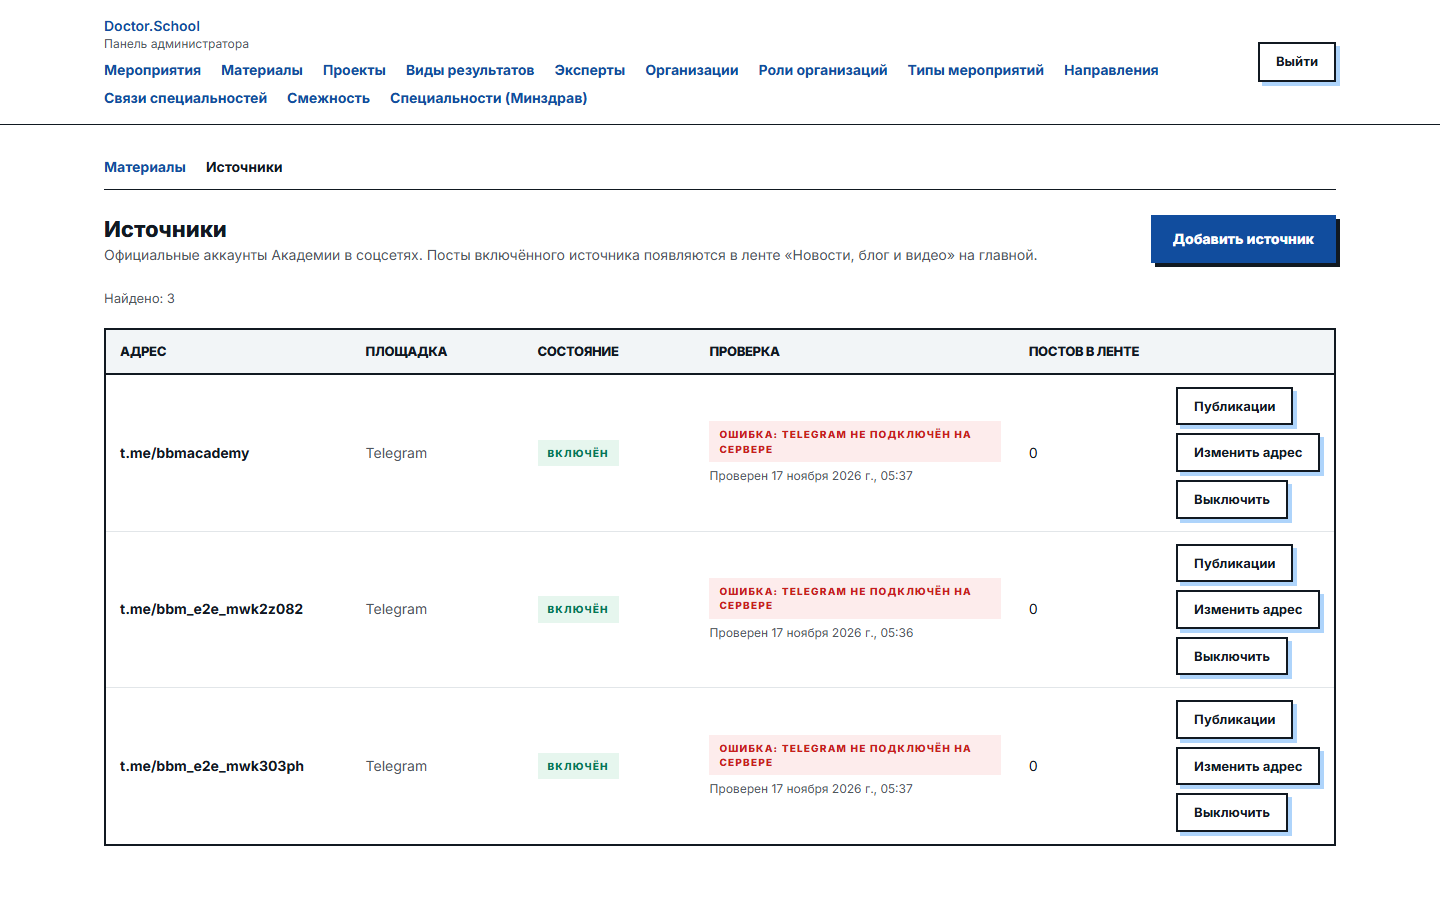 Doctor.School
Панель администратора
Мероприятия Материалы Проекты Виды результатов Эксперты Организации Роли организаций Типы мероприятий Направления
Связи специальностей Смежность Специальности (Минздрав)
Выйти
Материалы Источники
Источники
Официальные аккаунты Академии в соцсетях. Посты включённого источника появляются в ленте «Новости, блог и видео» на главной.
Добавить источник
Найдено: 3
АДРЕС ПЛОЩАДКА СОСТОЯНИЕ ПРОВЕРКА ПОСТОВ В ЛЕНТЕ
t.me/bbmacademy Telegram ВКЛЮЧЁН
ОШИБКА: TELEGRAM НЕ ПОДКЛЮЧЁН НА
СЕРВЕРЕ
Проверен 17 ноября 2026 г., 05:37
0
Публикации
Изменить адрес
Выключить
t.me/bbm_e2e_mwk2z082 Telegram ВКЛЮЧЁН
ОШИБКА: TELEGRAM НЕ ПОДКЛЮЧЁН НА
СЕРВЕРЕ
Проверен 17 ноября 2026 г., 05:36
0
Публикации
Изменить адрес
Выключить
t.me/bbm_e2e_mwk303ph Telegram ВКЛЮЧЁН
ОШИБКА: TELEGRAM НЕ ПОДКЛЮЧЁН НА
СЕРВЕРЕ
Проверен 17 ноября 2026 г., 05:37
0
Публикации
Изменить адрес
Выключить